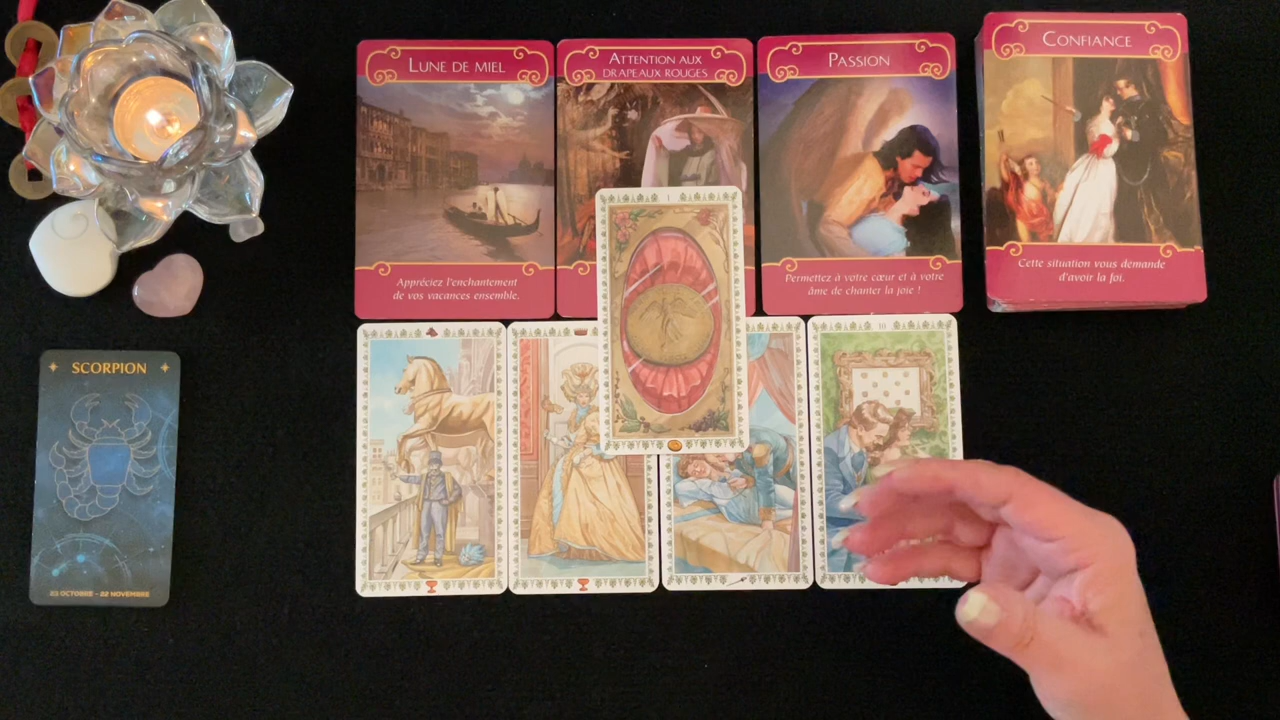 LUNE DE MIEL
Appréciez l'enchantement
de vos vacances ensemble.
ATTENTION AUX
DRAPEAUX ROUGES
PASSION
Permettez à votre cœur et à votre
âme de chanter la joie !
CONFIANCE
Cette situation vous demande
d'avoir la foi.
I
III
SCORPION
23 OCTOBRE - 22 NOVEMBRE